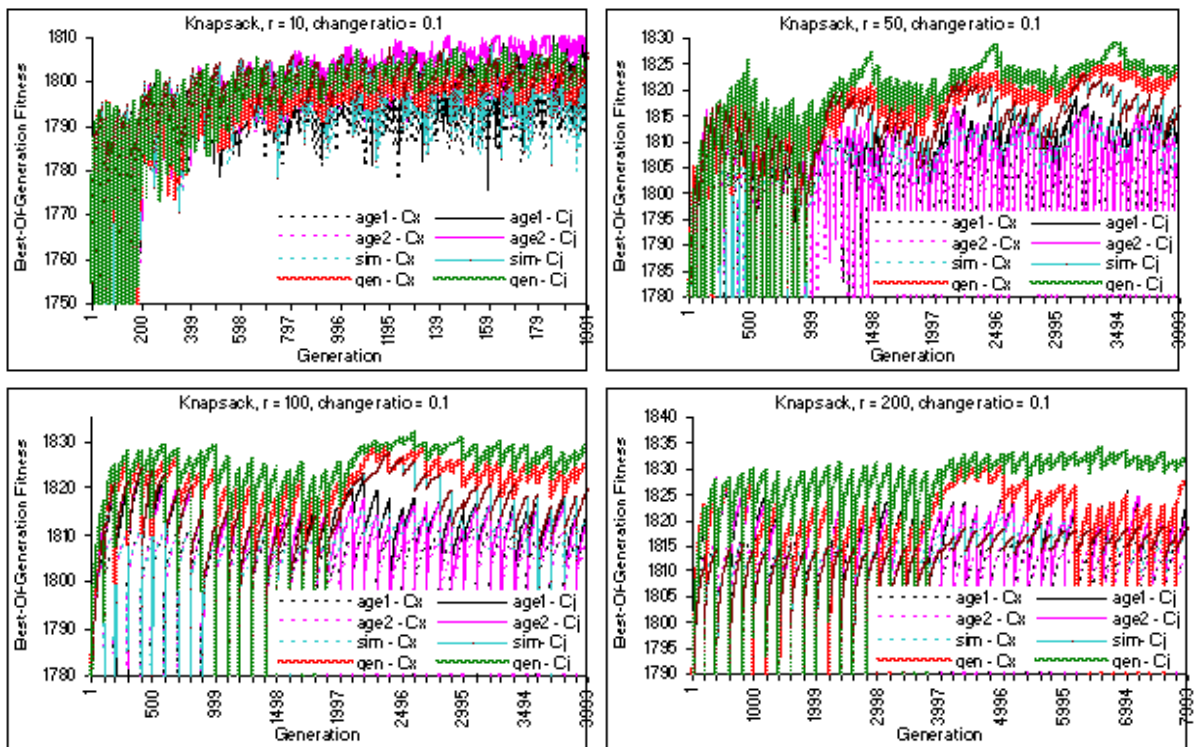 Knapsack, r = 10, changeratio = 0.1
Best-Of-Generation Fitness
1810
1800
1790
1780
1770
1760
1750
age1 - Cx
age1 - Cj
age2 - Cx
age2 - Cj
sim - Cx
sim - Cj
gen - Cx
gen - Cj
1
200
399
598
797
996
1195
139
159
179
1991
Generation
Knapsack, r = 50, changeratio = 0.1
Best-Of-Generation Fitness
1830
1825
1820
1815
1810
1805
1800
1795
1790
1785
1780
age1 - Cx
age1 - Cj
age2 - Cx
age2 - Cj
sim - Cx
sim- Cj
gen - Cx
gen - Cj
1
500
999
1498
1997
2496
2995
3494
3993
Generation
Knapsack, r = 100, changeratio = 0.1
Best-Of-Generation Fitness
1830
1820
1810
1800
1790
1780
age1 - Cx
age1 - Cj
age2 - Cx
age2 - Cj
sim - Cx
sim- Cj
gen - Cx
gen - Cj
1
500
999
1498
1997
2496
2995
3494
3993
Generation
Knapsack, r = 200, changeratio = 0.1
Best-Of-Generation Fitness
1840
1835
1830
1825
1820
1815
1810
1805
1800
1795
1790
age1 - Cx
age1 - Cj
age2 - Cx
age2 - Cj
sim - Cx
sim- Cj
gen - Cx
gen - Cj
1
1000
1999
2998
3997
4996
5995
6994
7993
Generation